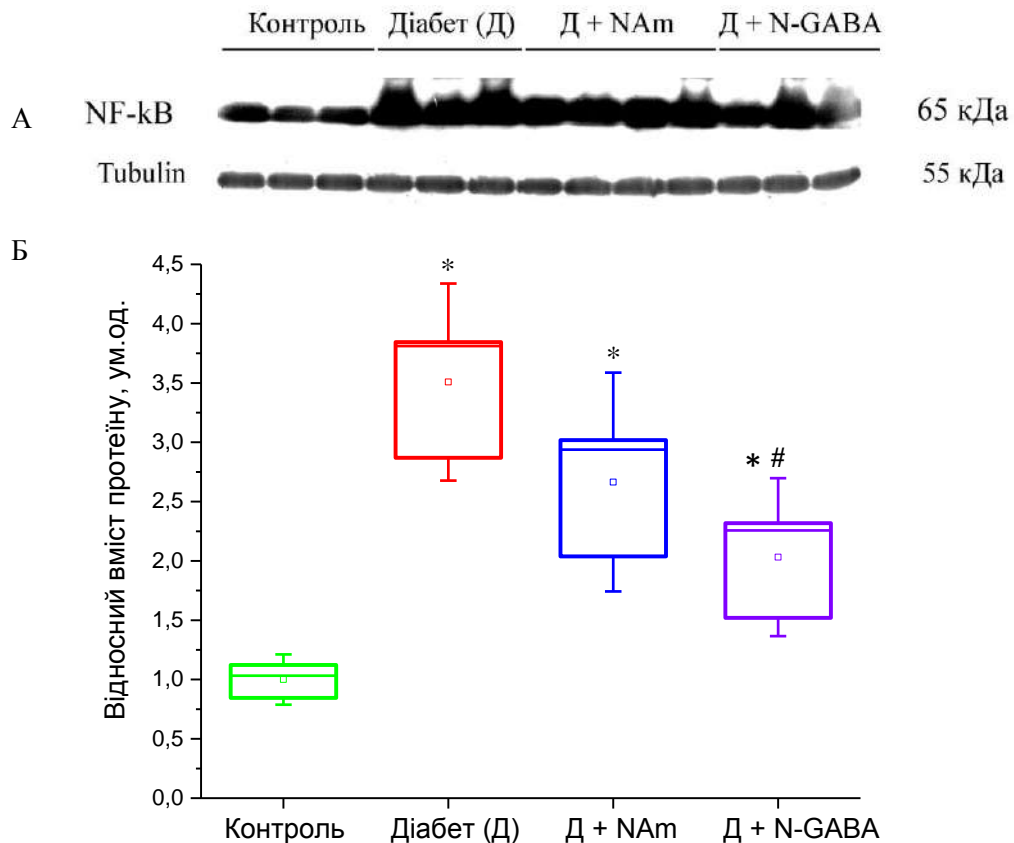 Контроль Діабет (Д) Д + NAm Д + N-GABA
А NF-kB 65 кДа
Tubulin 55 кДа
Б
Відносний вміст протеїну, ум.од.
4,5
4,0
3,5
3,0
2,5
2,0
1,5
1,0
0,5
0,0
*
*
* #
Контроль Діабет (Д) Д + NAm Д + N-GABA